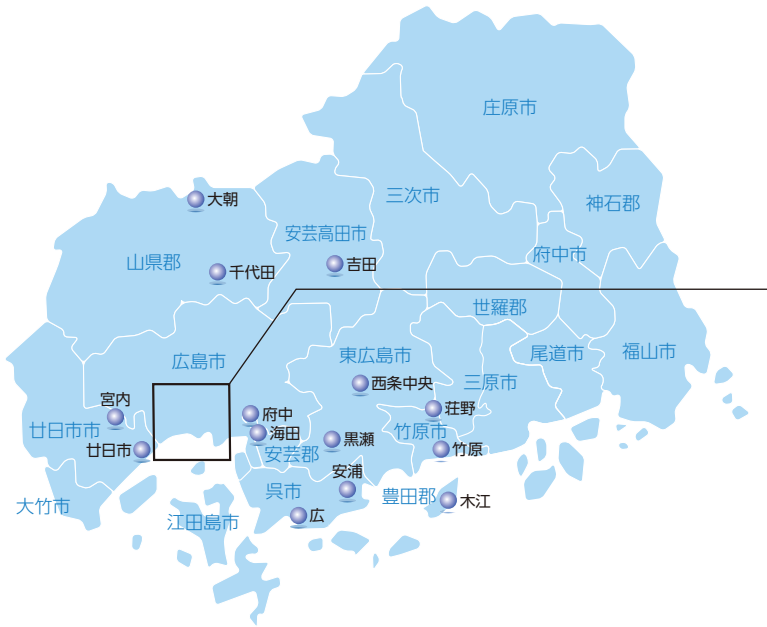 庄原市
三次市
神石郡
大朝
安芸高田市
府中市
山県郡
吉田
千代田
世羅郡
広島市
東広島市
尾道市
福山市
西条中央
三原市
宮内
府中
荘野
廿日市市
海田
黒瀬
竹原市
廿日市
安芸郡
竹原
安浦
呉市
豊田郡
大竹市
木江
江田島市
広